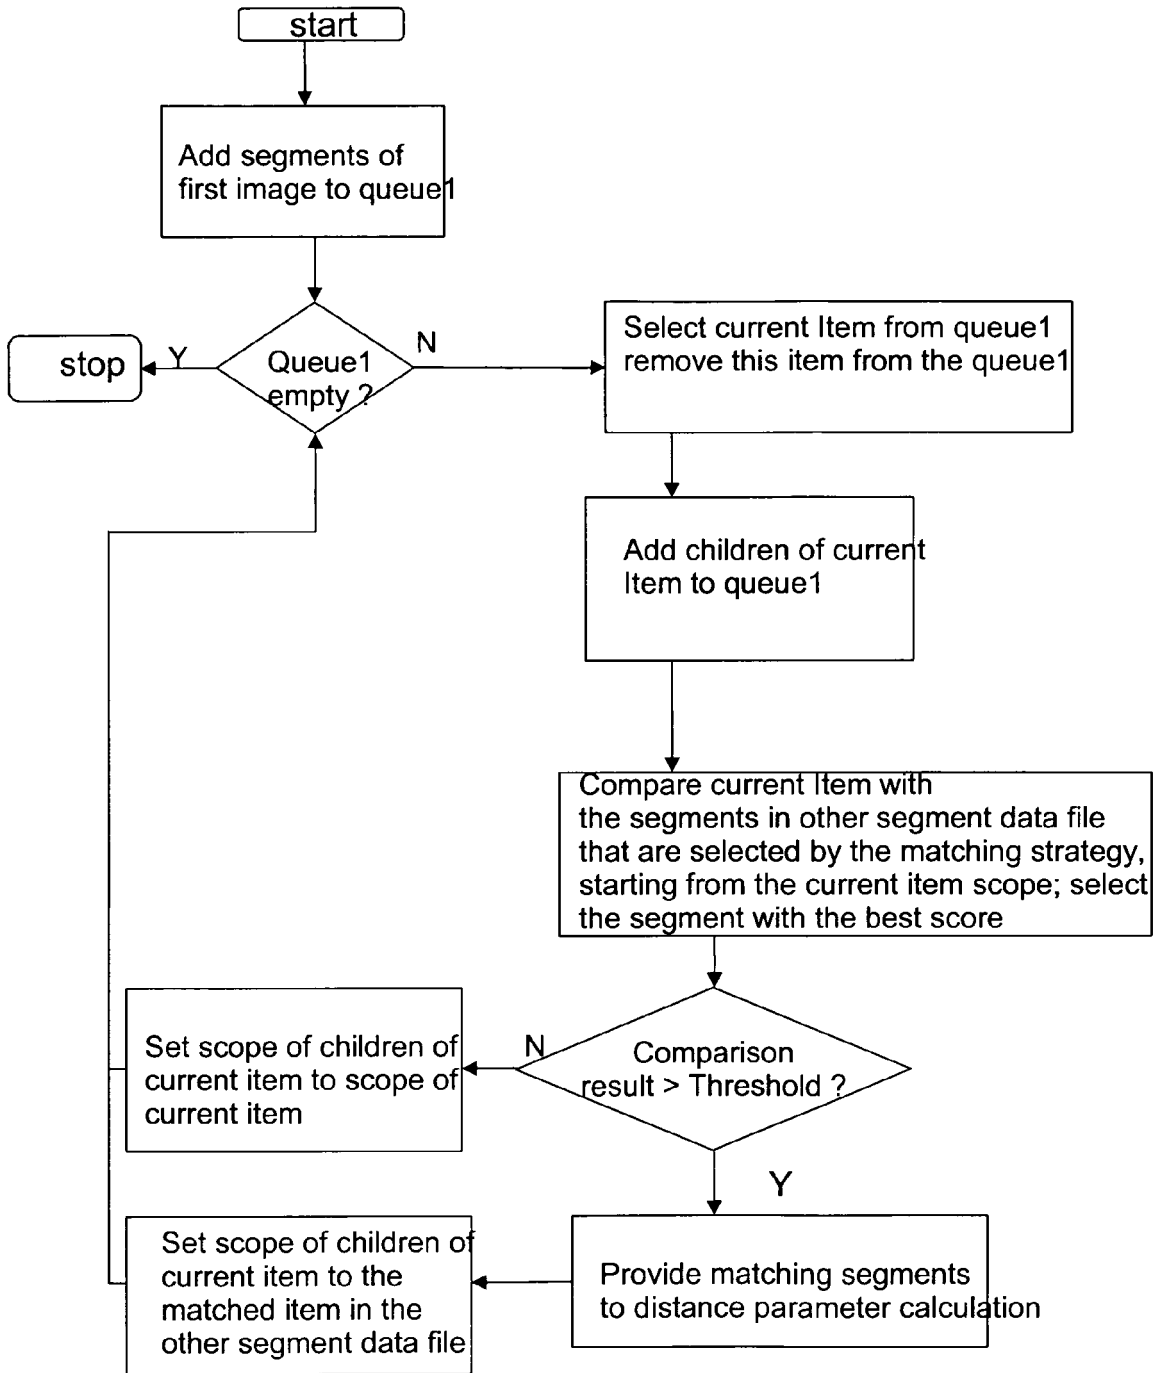 start
Add segments of
first image to queue1
Queue1
empty ?
Y
stop
N
Select current Item from queue1
remove this item from the queue1
Add children of current
Item to queue1
Compare current Item with
the segments in other segment data file
that are selected by the matching strategy,
starting from the current item scope; select
the segment with the best score
Comparison
result > Threshold ?
N
Set scope of children of
current item to scope of
current item
Y
Provide matching segments
to distance parameter calculation
Set scope of children of
current item to the
matched item in the
other segment data file